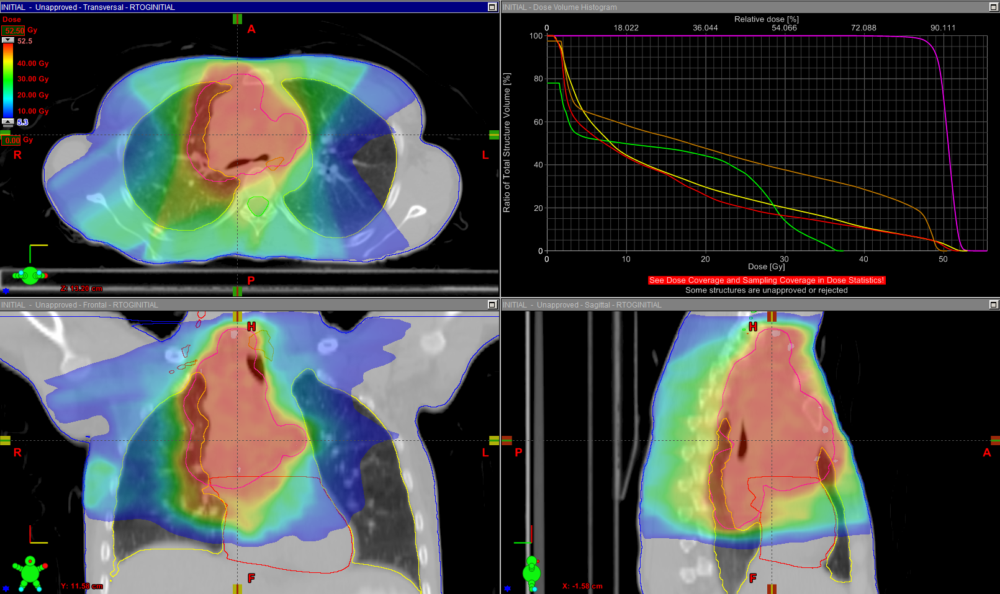 INITIAL - Unapproved - Transversal - RTOGINITIAL
Dose
52.50 Gy
52.5
40.00 Gy
30.00 Gy
20.00 Gy
10.00 Gy
5.3
0.00 Gy
A
R
L
P
Z: 13.20 cm
INITIAL - Dose Volume Histogram
Relative dose [%]
0 18.022 36.044 54.066 72.088 90.111
Ratio of Total Structure Volume [%]
100
80
60
40
20
0
0 10 20 30 40 50
Dose [Gy]
See Dose Coverage and Sampling Coverage in Dose Statistics!
Some structures are unapproved or rejected
INITIAL - Unapproved - Frontal - RTOGINITIAL
H
R
L
F
Y: 11.58 cm
INITIAL - Unapproved - Sagittal - RTOGINITIAL
H
P
A
F
X: -1.58 cm